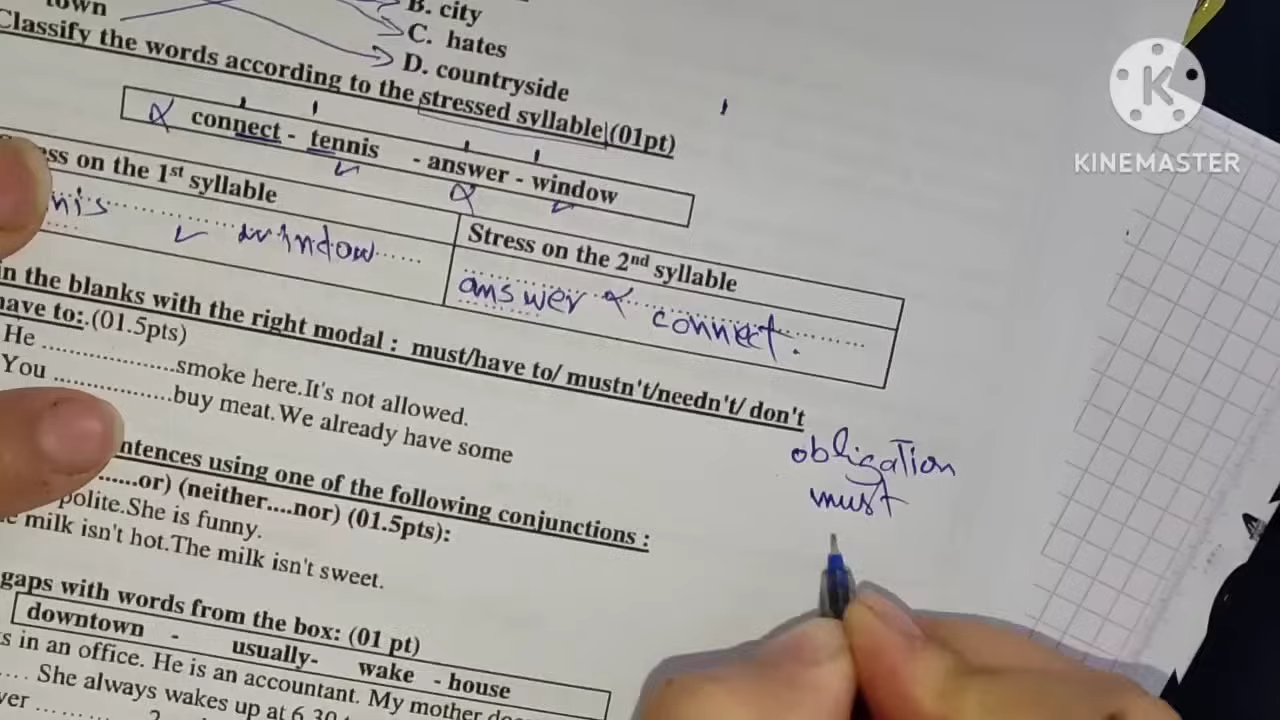 town
B. city
C. hates
D. countryside
Classify the words according to the stressed syllable (01pt)
connect - tennis - answer - window
on the 1st syllable
Stress on the 2nd syllable
window
answer connect.
in the blanks with the right modal : must/have to/ mustn't/needn't/ don't
have to:.(01.5pts)
He ..................smoke here.It's not allowed.
You ................buy meat.We already have some
obligation
must
using one of the following conjunctions :
......or) (neither....nor) (01.5pts):
polite.She is funny.
milk isn't hot.The milk isn't sweet.
gaps with words from the box: (01 pt)
downtown - usually- wake - house
in an office. He is an accountant. My mother
.... She always wakes up at 6.30
KINEMASTER